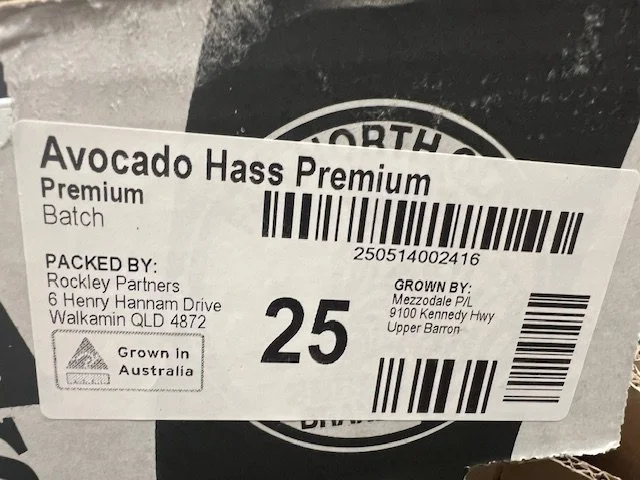 NORTH
Avocado Hass Premium
Premium
Batch
250514002416
PACKED BY:
Rockley Partners
6 Henry Hannam Drive
Walkamin QLD 4872
Grown in
Australia
25
GROWN BY:
Mezzodale P/L
9100 Kennedy Hwy
Upper Barron